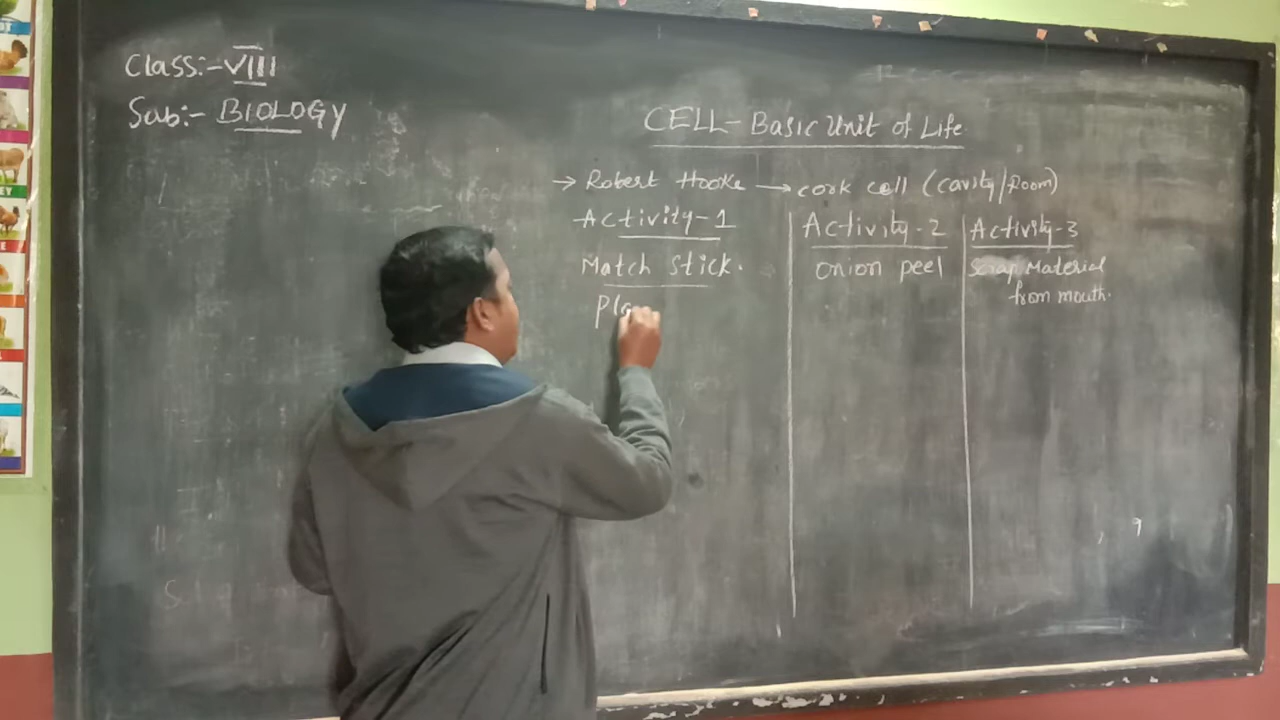 Class:- VIII
Sub:- BIOLOGY
CELL - Basic Unit of Life
→ Robert Hooke → cork cell (cavity/Room)
Activity-1
Match Stick.
Pla
Activity-2
onion peel
Activity-3
Scrap Material
from mouth.